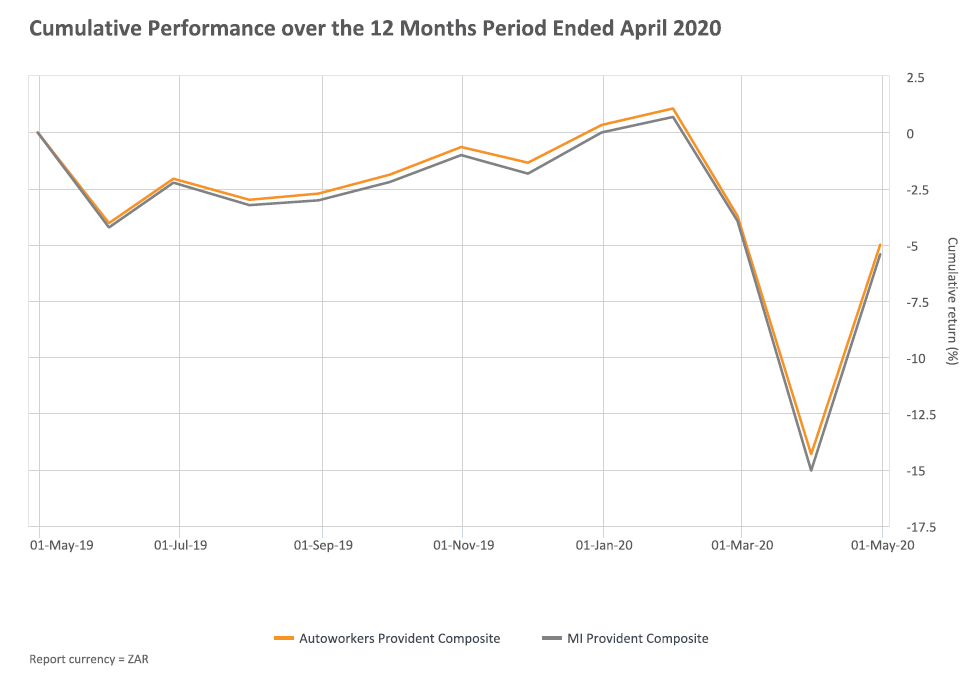 Cumulative Performance over the 12 Months Period Ended April 2020
2.5
0
-2.5
-5
-7.5
-10
-12.5
-15
-17.5
Cumulative return (%)
01-May-19 01-Jul-19 01-Sep-19 01-Nov-19 01-Jan-20 01-Mar-20 01-May-20
Autoworkers Provident Composite MI Provident Composite
Report currency = ZAR